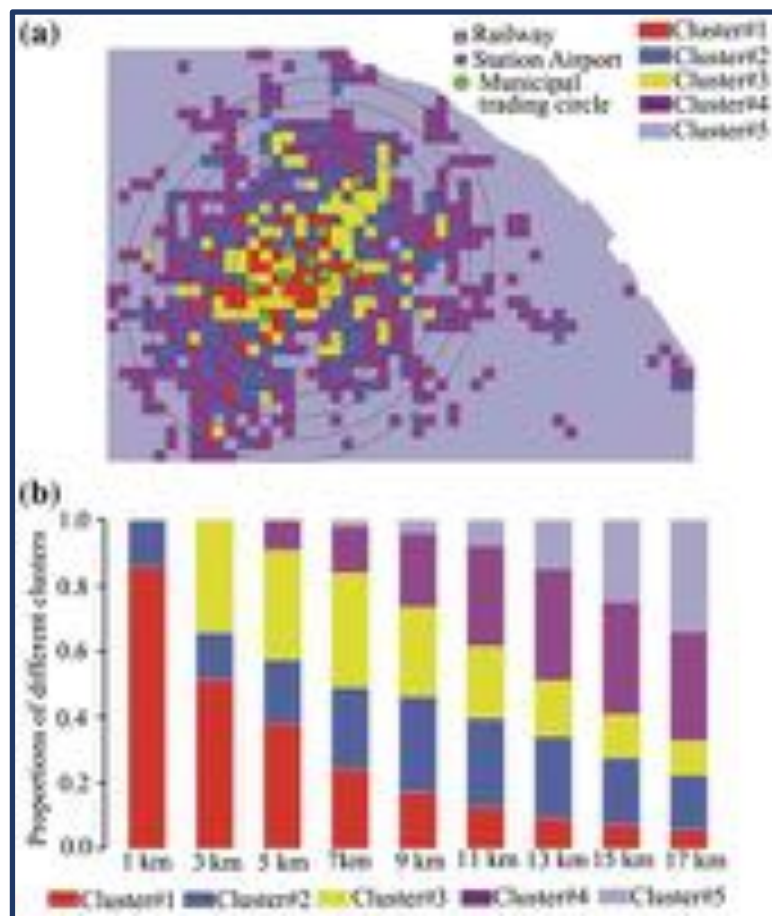 (a)
Railway
Station Airport
Municipal
trading circle
Cluster#1
Cluster#2
Cluster#3
Cluster#4
Cluster#5
(b)
Proportions of different clusters
1.0
0.8
0.6
0.4
0.2
0.0
1 km 3 km 5 km 7km 9 km 11 km 13 km 15 km 17 km
Cluster#1 Cluster#2 Cluster#3 Cluster#4 Cluster#5